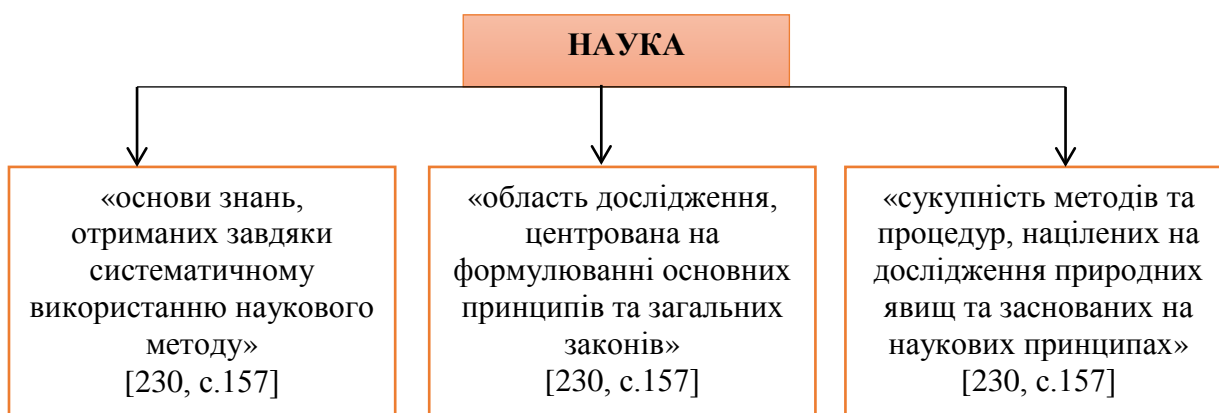 НАУКА
«основи знань,
отриманих завдяки
систематичному
використанню наукового
методу»
[230, с.157]
«область дослідження,
центрована на
формулюванні основних
принципів та загальних
законів»
[230, с.157]
«сукупність методів та
процедур, націлених на
дослідження природних
явищ та заснованих на
наукових принципах»
[230, с.157]